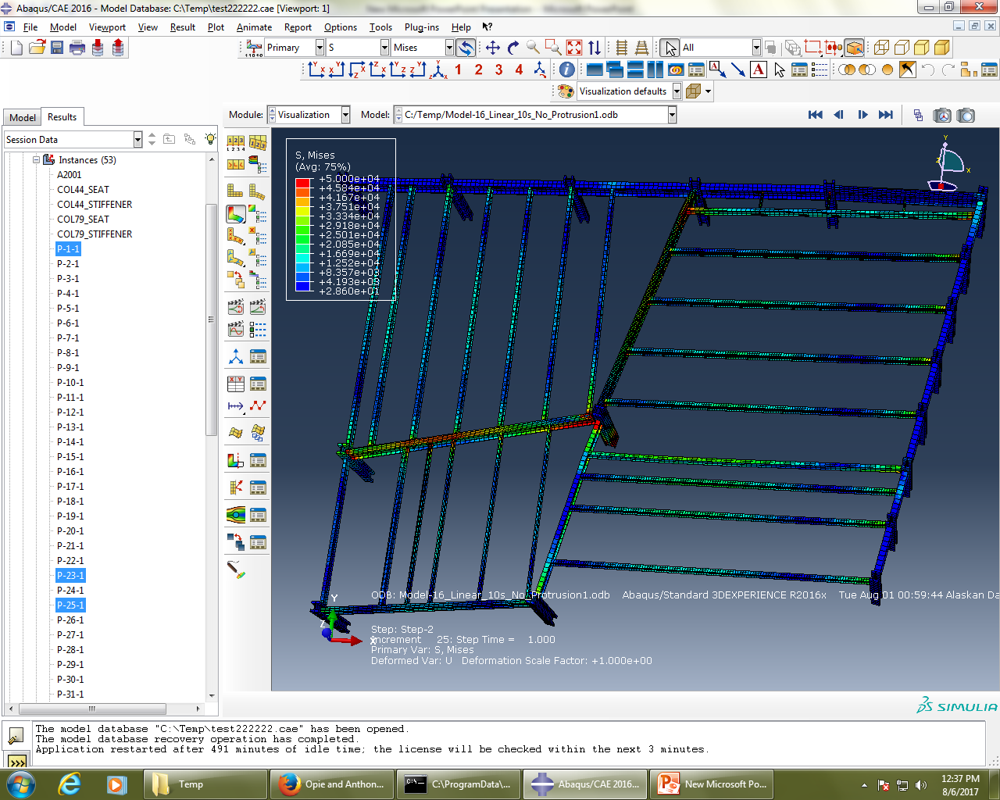 Abaqus/CAE 2016 - Model Database: C:\Temp\test222222.cae [Viewport: 1]
File Model Viewport View Result Plot Animate Report Options Tools Plug-ins Help
Primary S Mises All
1 2 3 4
Visualization defaults
Model Results
Module: Visualization Model: C:/Temp/Model-16_Linear_10s_No_Protrusion1.odb
Session Data
Instances (53)
A2001
COL44_SEAT
COL44_STIFFENER
COL79_SEAT
COL79_STIFFENER
P-1-1
P-2-1
P-3-1
P-4-1
P-5-1
P-6-1
P-7-1
P-8-1
P-9-1
P-10-1
P-11-1
P-12-1
P-13-1
P-14-1
P-15-1
P-16-1
P-17-1
P-18-1
P-19-1
P-20-1
P-21-1
P-22-1
P-23-1
P-24-1
P-25-1
P-26-1
P-27-1
P-28-1
P-29-1
P-30-1
P-31-1
S, Mises
(Avg: 75%)
+5.000e+04
+4.584e+04
+4.167e+04
+3.751e+04
+3.334e+04
+2.918e+04
+2.501e+04
+2.085e+04
+1.669e+04
+1.252e+04
+8.357e+03
+4.193e+03
+2.860e+01
Y
Z
X
Y
Z
X
ODB: Model-16_Linear_10s_No_Protrusion1.odb Abaqus/Standard 3DEXPERIENCE R2016x Tue Aug 01 00:59:44 Alaskan Da
Step: Step-2
Increment 25: Step Time = 1.000
Primary Var: S, Mises
Deformed Var: U Deformation Scale Factor: +1.000e+00
SIMULIA
The model database "C:\Temp\test222222.cae" has been opened.
The model database recovery operation has completed.
Application restarted after 491 minutes of idle time; the license will be checked within the next 3 minutes.
Temp
Opie and Anthon...
C:\ProgramData\...
Abaqus/CAE 2016...
New Microsoft Po...
12:37 PM
8/6/2017